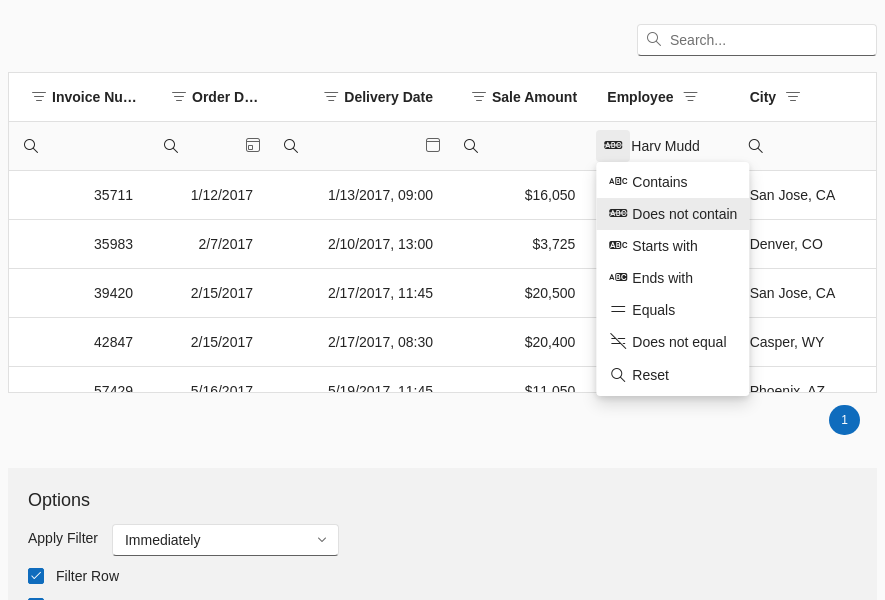 Search...
Invoice Nu... Order D... Delivery Date Sale Amount Employee City
Harv Mudd
35711 1/12/2017 1/13/2017, 09:00 $16,050 San Jose, CA
35983 2/7/2017 2/10/2017, 13:00 $3,725 Denver, CO
39420 2/15/2017 2/17/2017, 11:45 $20,500 San Jose, CA
42847 2/15/2017 2/17/2017, 08:30 $20,400 Casper, WY
57429 5/16/2017 5/19/2017, 11:45 $11,050 Phoenix, AZ
Contains
Does not contain
Starts with
Ends with
Equals
Does not equal
Reset
1
Options
Apply Filter Immediately
Filter Row